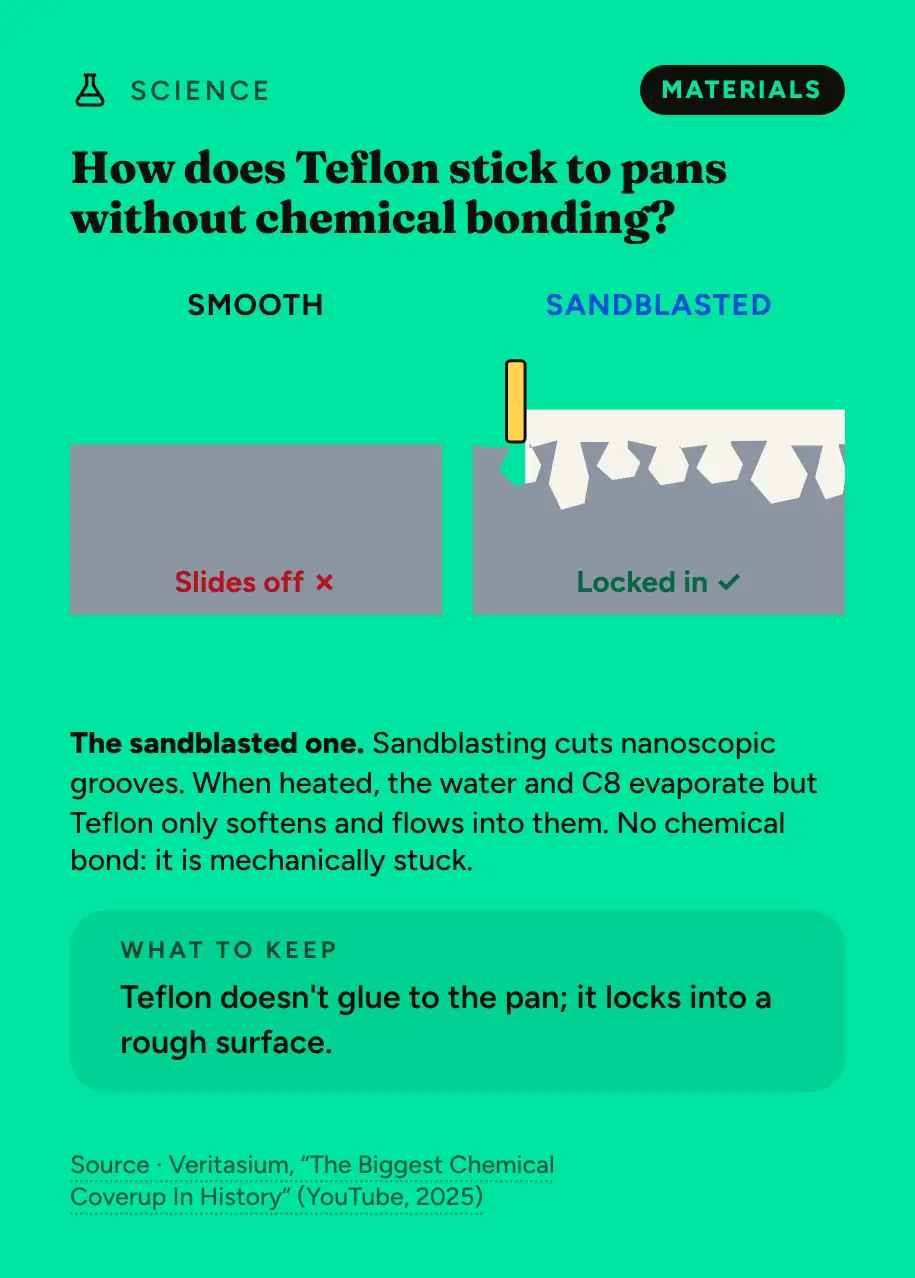 SCIENCE
MATERIALS
How does Teflon stick to pans
without chemical bonding?
SMOOTH
SANDBLASTED
Slides off ×
Locked in ✓
The sandblasted one. Sandblasting cuts nanoscopic
grooves. When heated, the water and C8 evaporate but
Teflon only softens and flows into them. No chemical
bond: it is mechanically stuck.
WHAT TO KEEP
Teflon doesn't glue to the pan; it locks into a
rough surface.
Source · Veritasium, “The Biggest Chemical
Coverup In History” (YouTube, 2025)